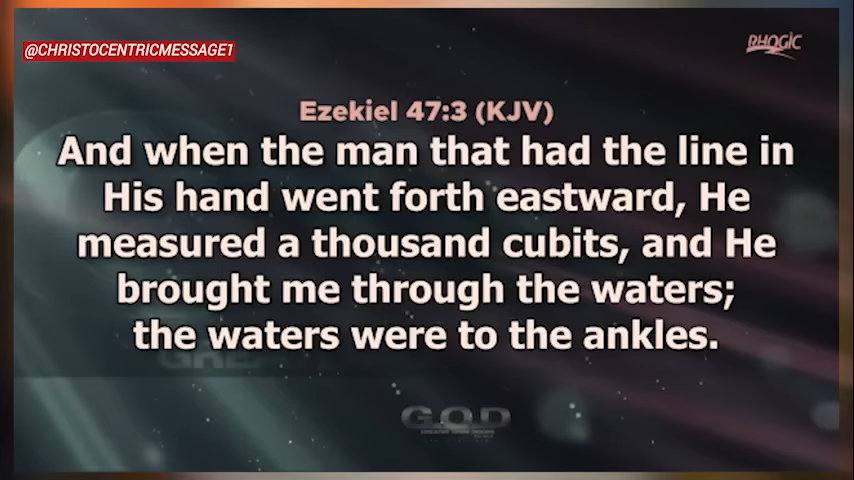 @CHRISTOCENTRICMESSAGE1
RHOGIC
Ezekiel 47:3 (KJV)
And when the man that had the line in
His hand went forth eastward, He
measured a thousand cubits, and He
brought me through the waters;
the waters were to the ankles.
G.O.D